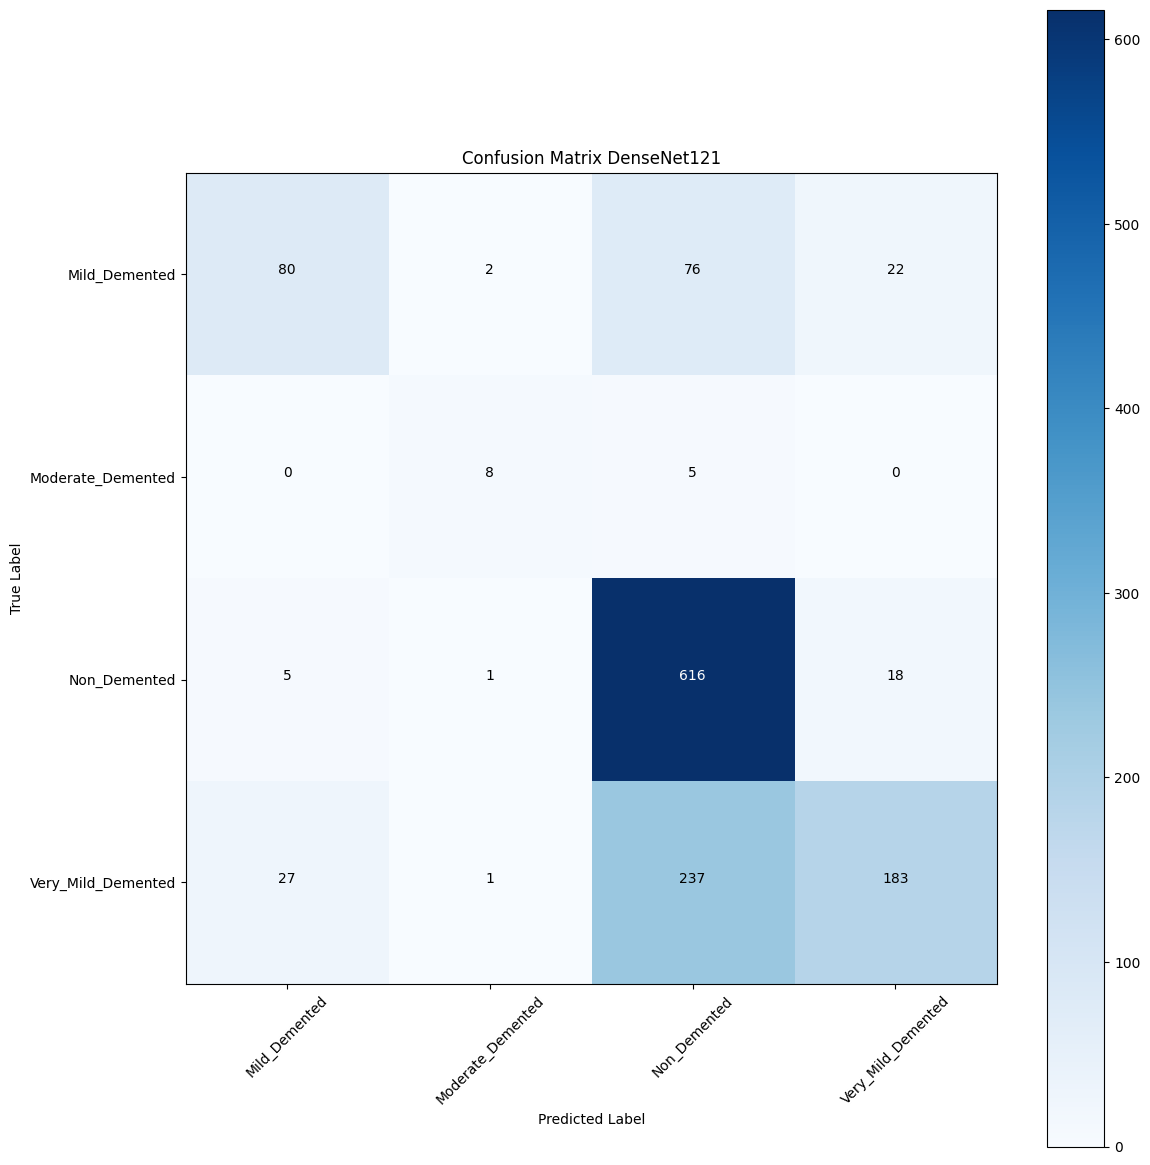 Confusion Matrix DenseNet121
True Label
Mild_Demented
80 2 76 22
Moderate_Demented
0 8 5 0
Non_Demented
5 1 616 18
Very_Mild_Demented
27 1 237 183
Mild_Demented
Moderate_Demented
Non_Demented
Very_Mild_Demented
Predicted Label
600
500
400
300
200
100
0